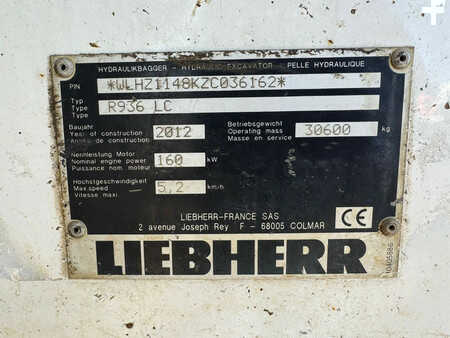 HYDRAULIKBAGGER - HYDRAULIC EXCAVATOR - PELLE HYDRAULIQUE
PIN *WLHZ1148KZC036162*
Typ
Type R936 LC
Type
Baujahr Betriebsgewicht
Year of construction 2012 Operating mass 30600 kg
Année de construction Masse en service
Nennleistung Motor
Nominal engine power 160 kW
Puissance nom. moteur
Höchstgeschwindigkeit
Max.speed 5,2 km/h
Vitesse maxi.
LIEBHERR-FRANCE SAS
2 avenue Joseph Rey F - 68005 COLMAR
CE
LIEBHERR